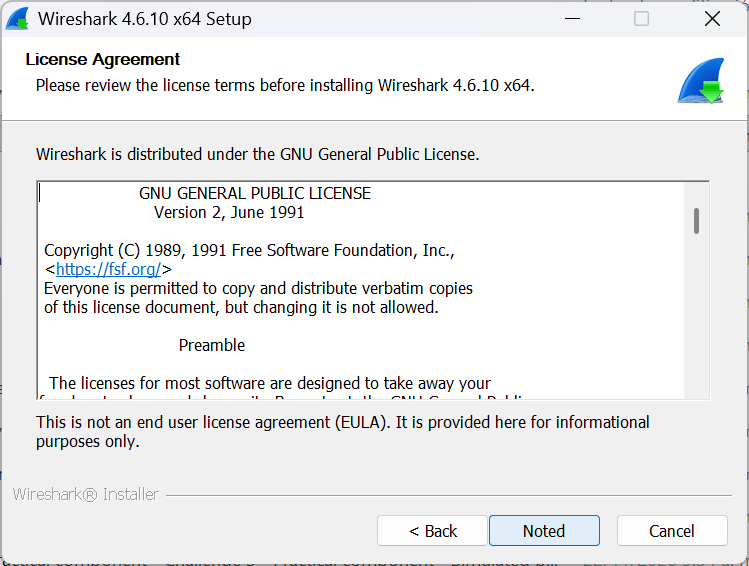 Wireshark 4.6.10 x64 Setup
License Agreement
Please review the license terms before installing Wireshark 4.6.10 x64.
Wireshark is distributed under the GNU General Public License.
GNU GENERAL PUBLIC LICENSE
Version 2, June 1991
Copyright (C) 1989, 1991 Free Software Foundation, Inc.,
<https://fsf.org/>
Everyone is permitted to copy and distribute verbatim copies
of this license document, but changing it is not allowed.
Preamble
The licenses for most software are designed to take away your
This is not an end user license agreement (EULA). It is provided here for informational
purposes only.
Wireshark® Installer
< Back
Noted
Cancel